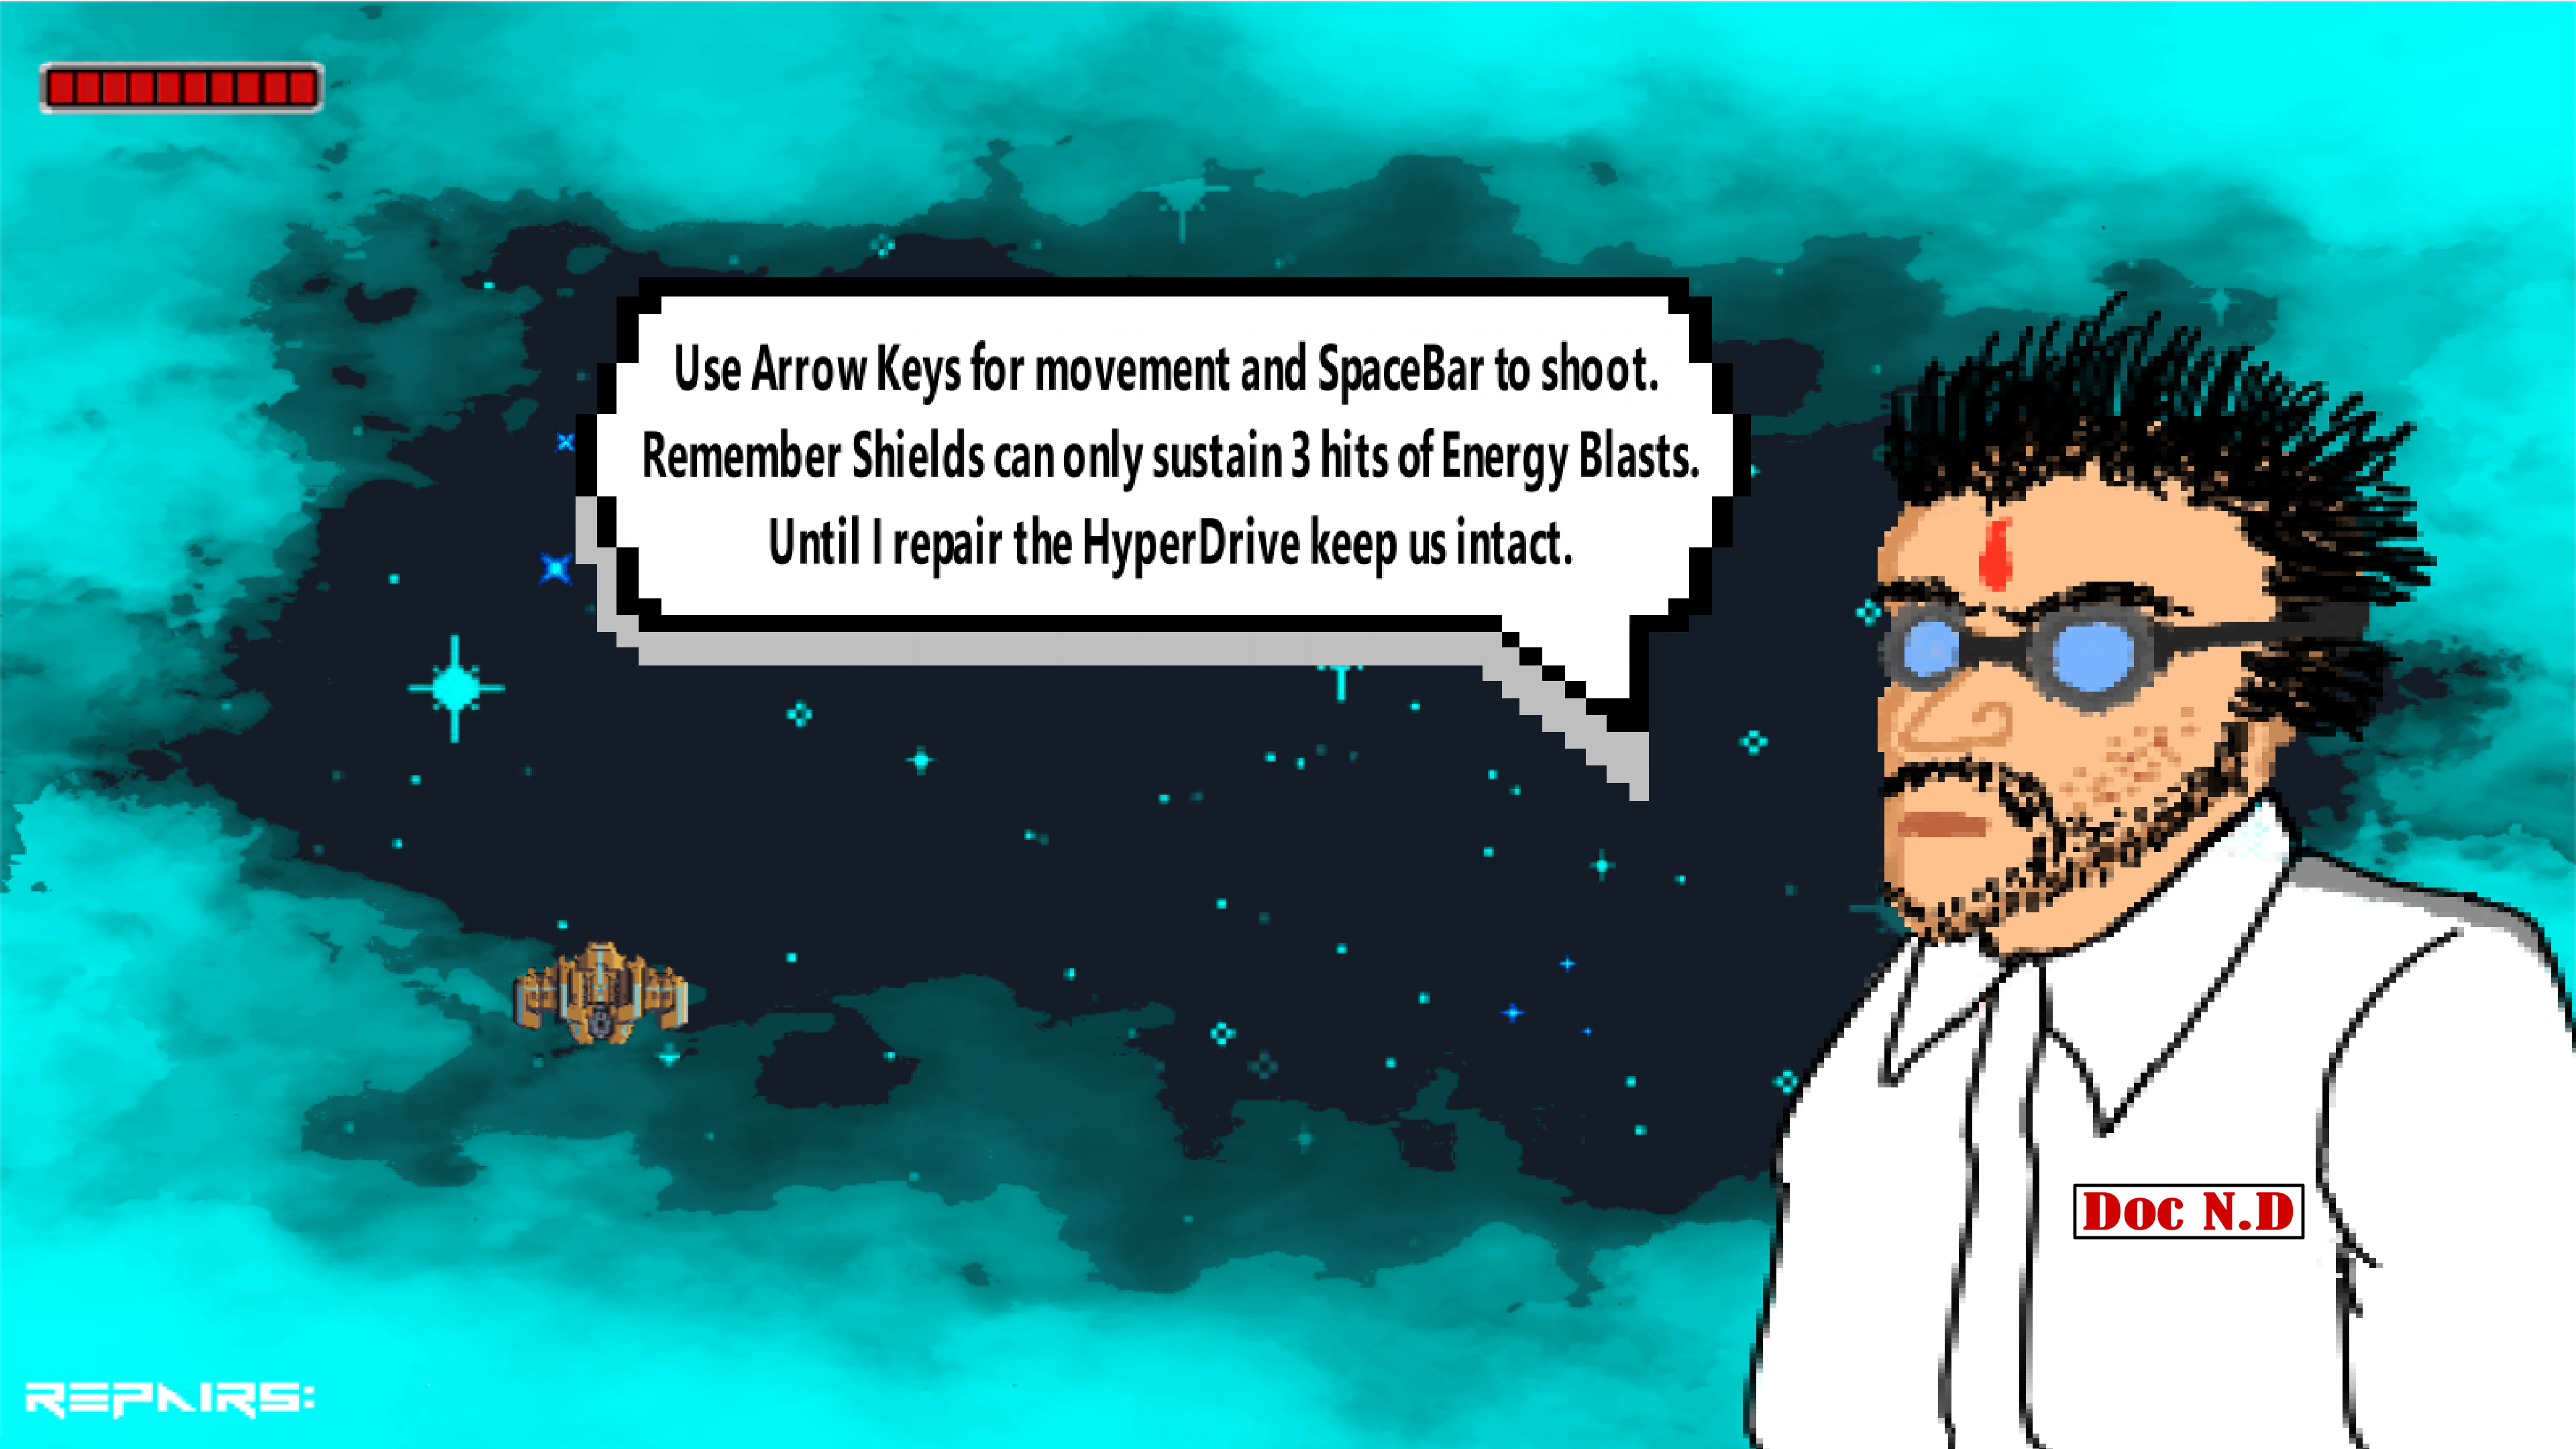 Use Arrow Keys for movement and SpaceBar to shoot.
Remember Shields can only sustain 3 hits of Energy Blasts.
Until I repair the HyperDrive keep us intact.
Doc N.D
REPAIRS: